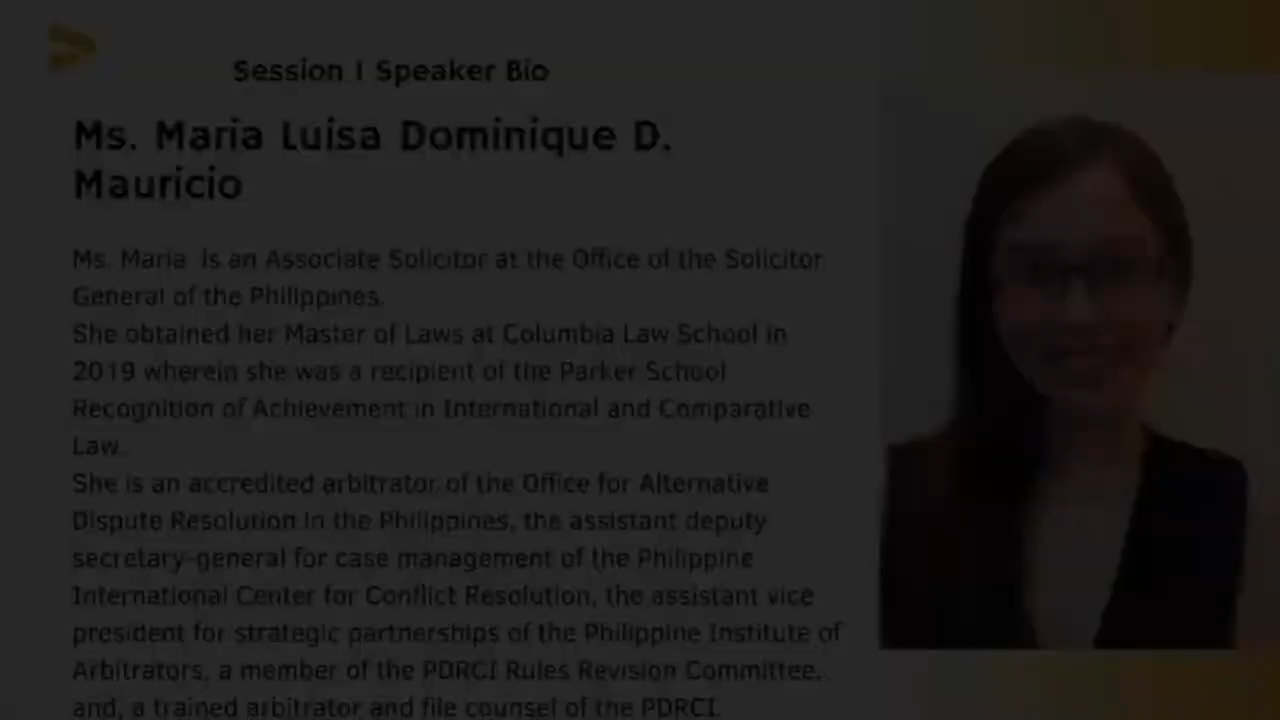 Session I Speaker Bio
Ms. Maria Luisa Dominique D.
Mauricio
Ms. Maria is an Associate Solicitor at the Office of the Solicitor
General of the Philippines.
She obtained her Master of Laws at Columbia Law School in
2019 wherein she was a recipient of the Parker School
Recognition of Achievement in International and Comparative
Law.
She is an accredited arbitrator of the Office for Alternative
Dispute Resolution in the Philippines, the assistant deputy
secretary-general for case management of the Philippine
International Center for Conflict Resolution, the assistant vice
president for strategic partnerships of the Philippine Institute of
Arbitrators, a member of the PDRCI Rules Revision Committee,
and, a trained arbitrator and file counsel of the PDRCI.